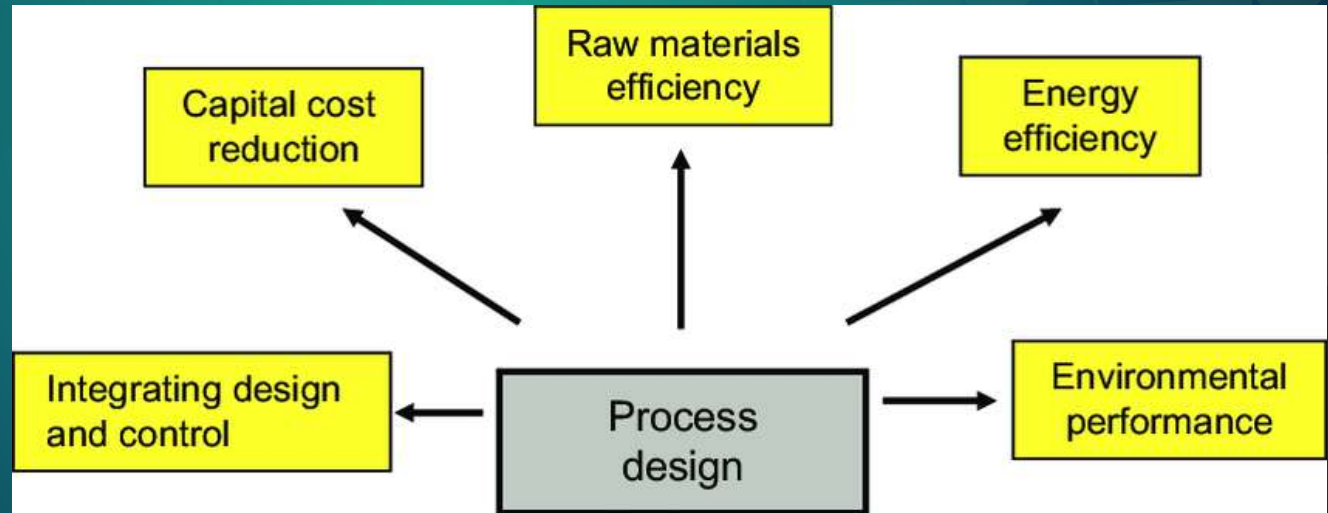 Raw materials
efficiency
Capital cost
reduction
Energy
efficiency
Integrating design
and control
Process
design
Environmental
performance